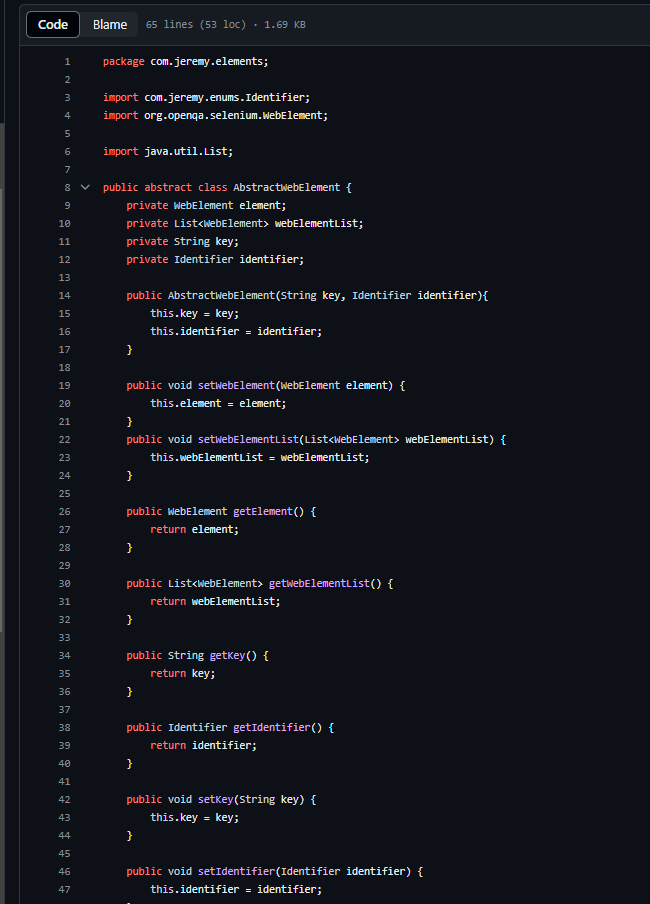 Code Blame 65 lines (53 loc) · 1.69 KB
1 package com.jeremy.elements;
2
3 import com.jeremy.enums.Identifier;
4 import org.openqa.selenium.WebElement;
5
6 import java.util.List;
7
8 public abstract class AbstractWebElement {
9 private WebElement element;
10 private List<WebElement> webElementList;
11 private String key;
12 private Identifier identifier;
13
14 public AbstractWebElement(String key, Identifier identifier){
15 this.key = key;
16 this.identifier = identifier;
17 }
18
19 public void setWebElement(WebElement element) {
20 this.element = element;
21 }
22 public void setWebElementList(List<WebElement> webElementList) {
23 this.webElementList = webElementList;
24 }
25
26 public WebElement getElement() {
27 return element;
28 }
29
30 public List<WebElement> getWebElementList() {
31 return webElementList;
32 }
33
34 public String getKey() {
35 return key;
36 }
37
38 public Identifier getIdentifier() {
39 return identifier;
40 }
41
42 public void setKey(String key) {
43 this.key = key;
44 }
45
46 public void setIdentifier(Identifier identifier) {
47 this.identifier = identifier;